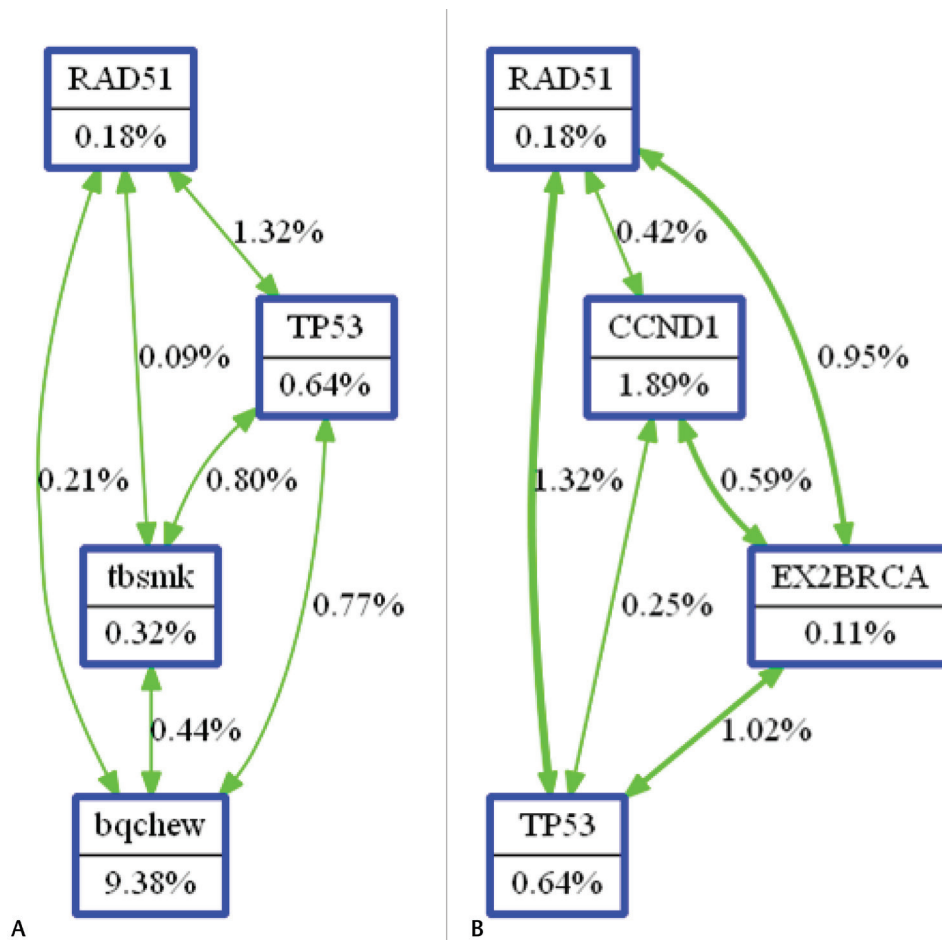 RAD51
0.18%
1.32%
TP53
0.64%
0.09%
0.21%
0.80%
tbsmk
0.32%
0.77%
0.44%
bqchew
9.38%
A
RAD51
0.18%
0.42%
CCND1
1.89%
0.95%
1.32%
0.59%
EX2BRCA
0.11%
0.25%
1.02%
TP53
0.64%
B